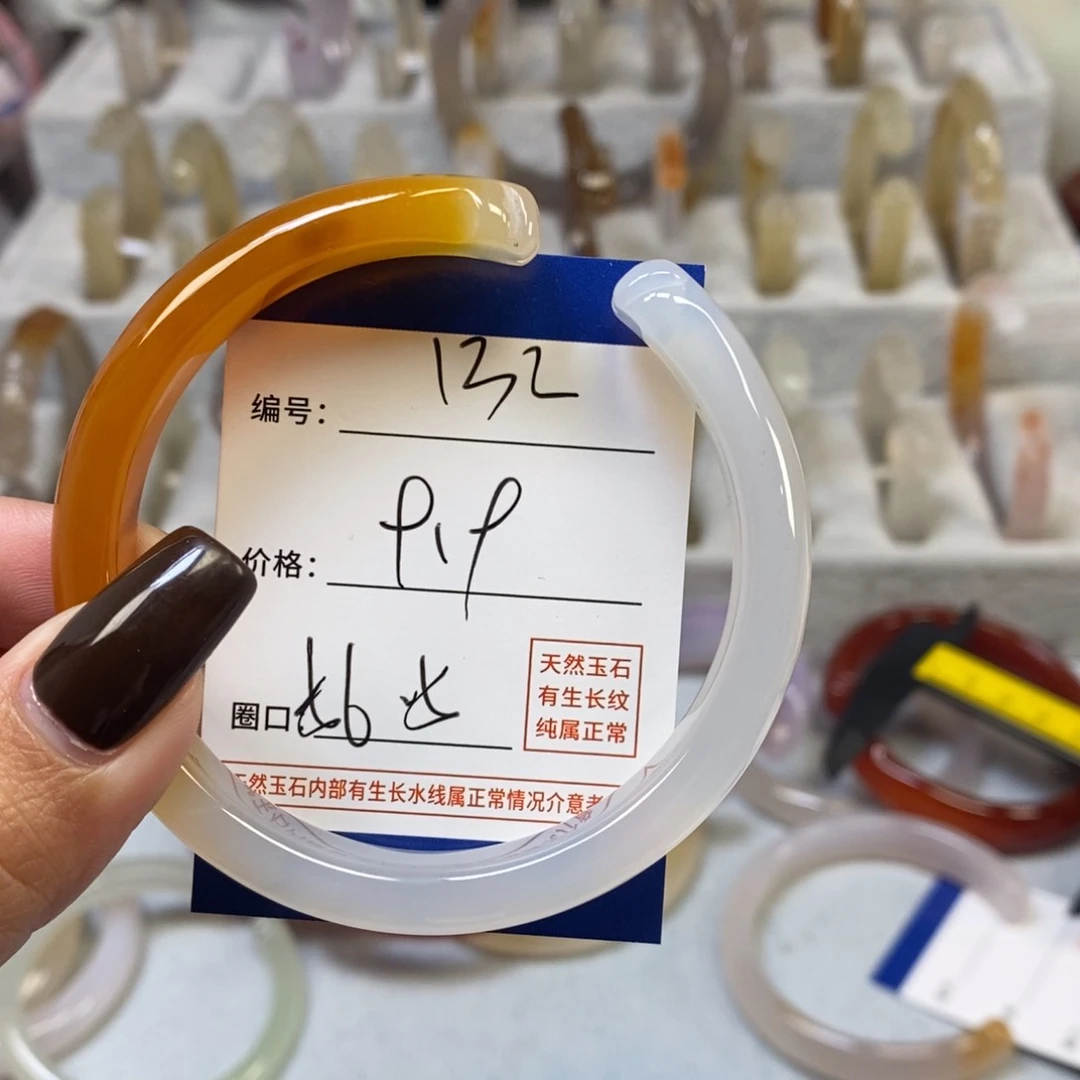 编号： 132
价格：
圈口
天然玉石
有生长纹
纯属正常
天然玉石内部有生长水线属正常情况介意者